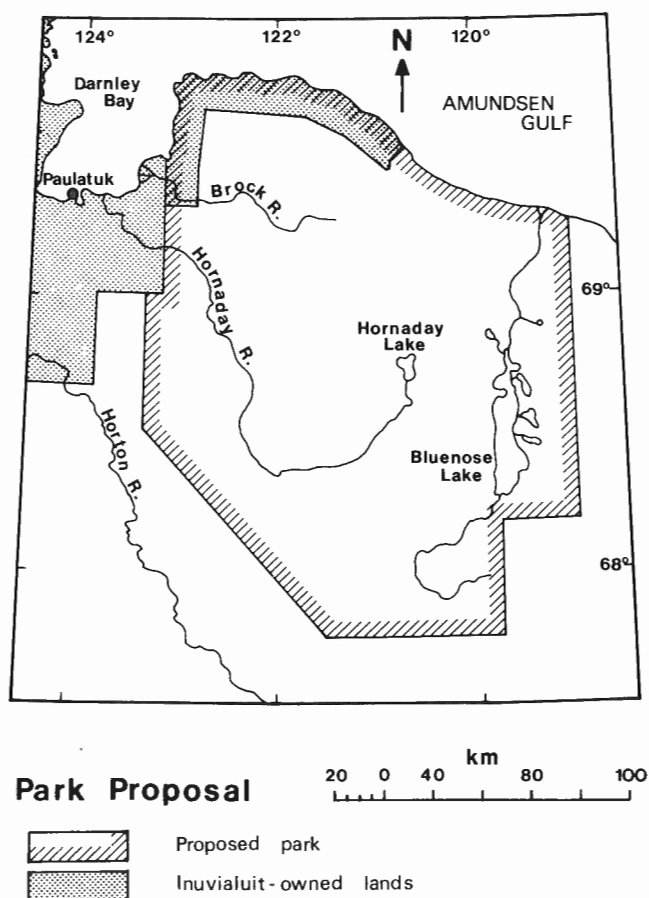 124°
122°
120°
N
Darnley
Bay
AMUNDSEN
GULF
Paulatuk
Brock R.
69°
Hornaday R.
Hornaday
Lake
Horton R.
Bluenose
Lake
68°
km
20 0 40 80 100
Park Proposal
Proposed park
Inuvialuit-owned lands